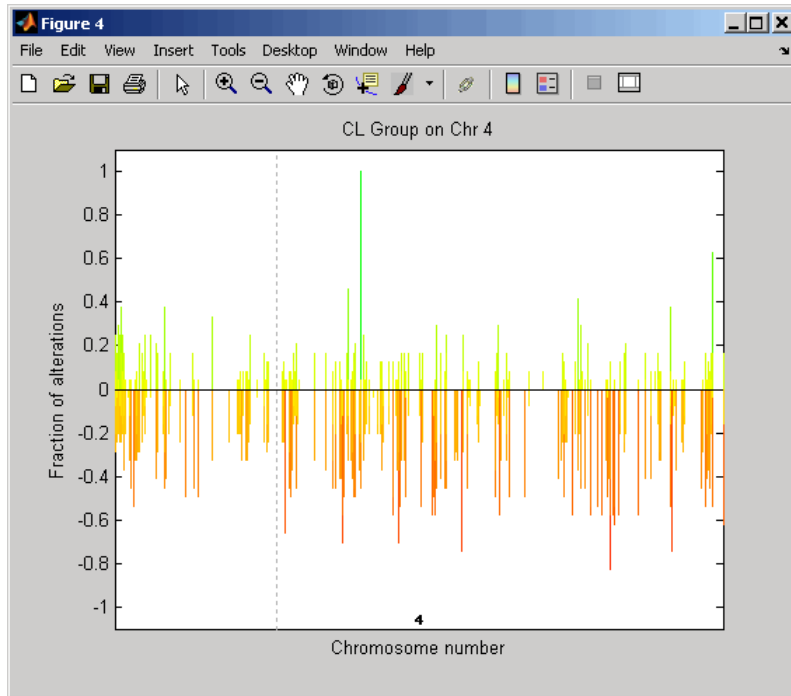 Figure 4
File Edit View Insert Tools Desktop Window Help
CL Group on Chr 4
1
0.8
0.6
0.4
0.2
0
-0.2
-0.4
-0.6
-0.8
-1
Fraction of alterations
4
Chromosome number